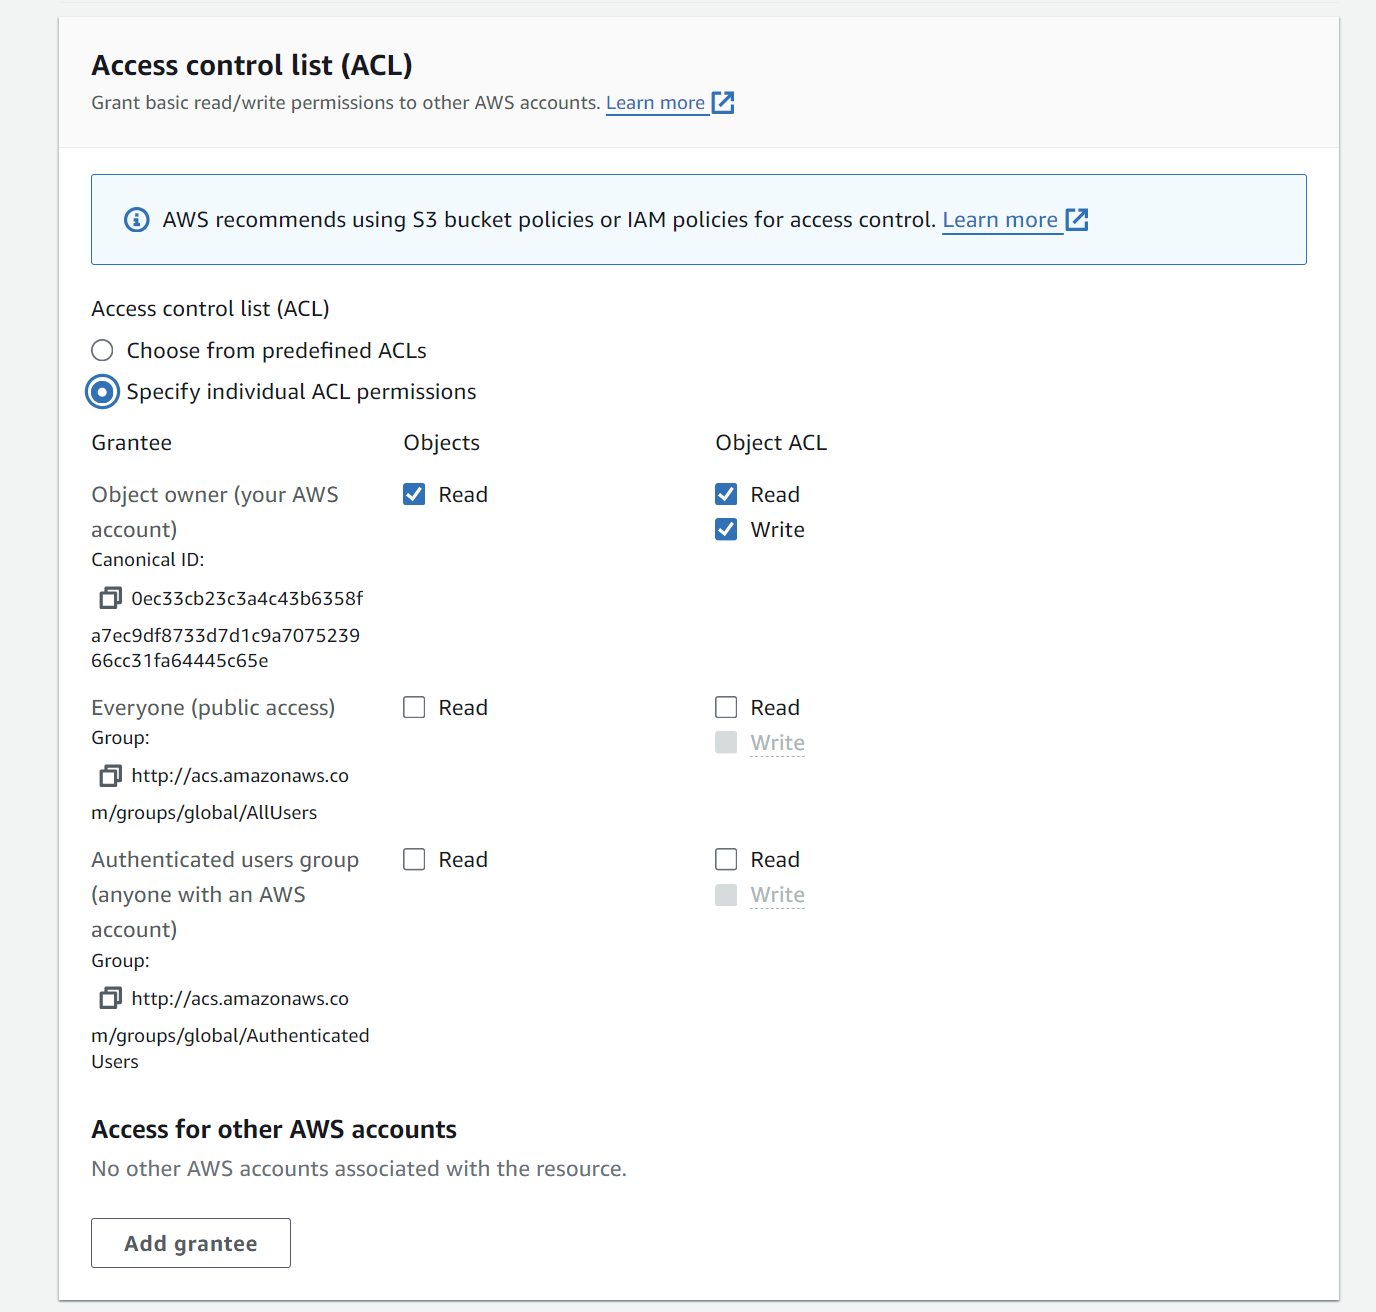 Access control list (ACL)
Grant basic read/write permissions to other AWS accounts. Learn more
AWS recommends using S3 bucket policies or IAM policies for access control. Learn more
Access control list (ACL)
Choose from predefined ACLs
Specify individual ACL permissions
Grantee Objects Object ACL
Object owner (your AWS Read Read
account) Write
Canonical ID:
0ec33cb23c3a4c43b6358f
a7ec9df8733d7d1c9a7075239
66cc31fa64445c65e
Everyone (public access) Read Read
Group: Write
http://acs.amazonaws.co
m/groups/global/AllUsers
Authenticated users group Read Read
(anyone with an AWS Write
account)
Group:
http://acs.amazonaws.co
m/groups/global/Authenticated
Users
Access for other AWS accounts
No other AWS accounts associated with the resource.
Add grantee